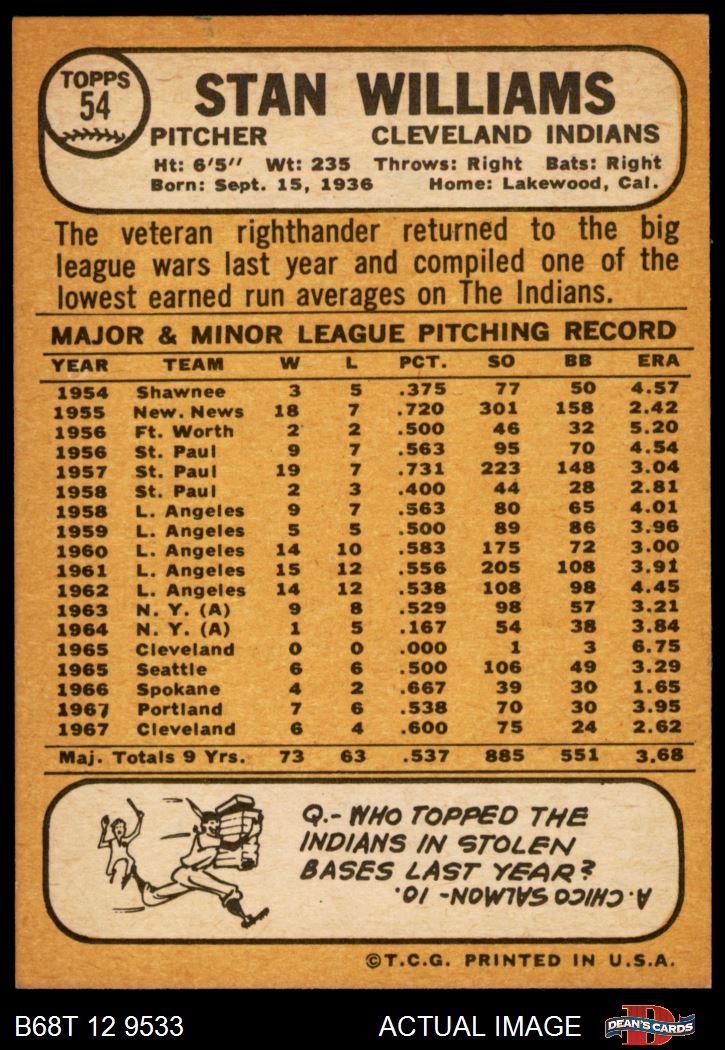 TOPPS
54
STAN WILLIAMS
PITCHER CLEVELAND INDIANS
Ht: 6'5" Wt: 235 Throws: Right Bats: Right
Born: Sept. 15, 1936 Home: Lakewood, Cal.
The veteran righthander returned to the big
league wars last year and compiled one of the
lowest earned run averages on The Indians.
MAJOR & MINOR LEAGUE PITCHING RECORD
YEAR TEAM W L PCT. SO BB ERA
1954 Shawnee 3 5 .375 77 50 4.57
1955 New. News 18 7 .720 301 158 2.42
1956 Ft. Worth 2 2 .500 46 32 5.20
1956 St. Paul 9 7 .563 95 70 4.54
1957 St. Paul 19 7 .731 223 148 3.04
1958 St. Paul 2 3 .400 44 28 2.81
1958 L. Angeles 9 7 .563 80 65 4.01
1959 L. Angeles 5 5 .500 89 86 3.96
1960 L. Angeles 14 10 .583 175 72 3.00
1961 L. Angeles 15 12 .556 205 108 3.91
1962 L. Angeles 14 12 .538 108 98 4.45
1963 N. Y. (A) 9 8 .529 98 57 3.21
1964 N. Y. (A) 1 5 .167 54 38 3.84
1965 Cleveland 0 0 .000 1 3 6.75
1965 Seattle 6 6 .500 106 49 3.29
1966 Spokane 4 2 .667 39 30 1.65
1967 Portland 7 6 .538 70 30 3.95
1967 Cleveland 6 4 .600 75 24 2.62
Maj. Totals 9 Yrs. 73 63 .537 885 551 3.68
Q.- WHO TOPPED THE
INDIANS IN STOLEN
BASES LAST YEAR?
A.CHICO SALMON- 10.
©T.C.G. PRINTED IN U.S.A.
B68T 12 9533 ACTUAL IMAGE
B
DEAN'S CARDS